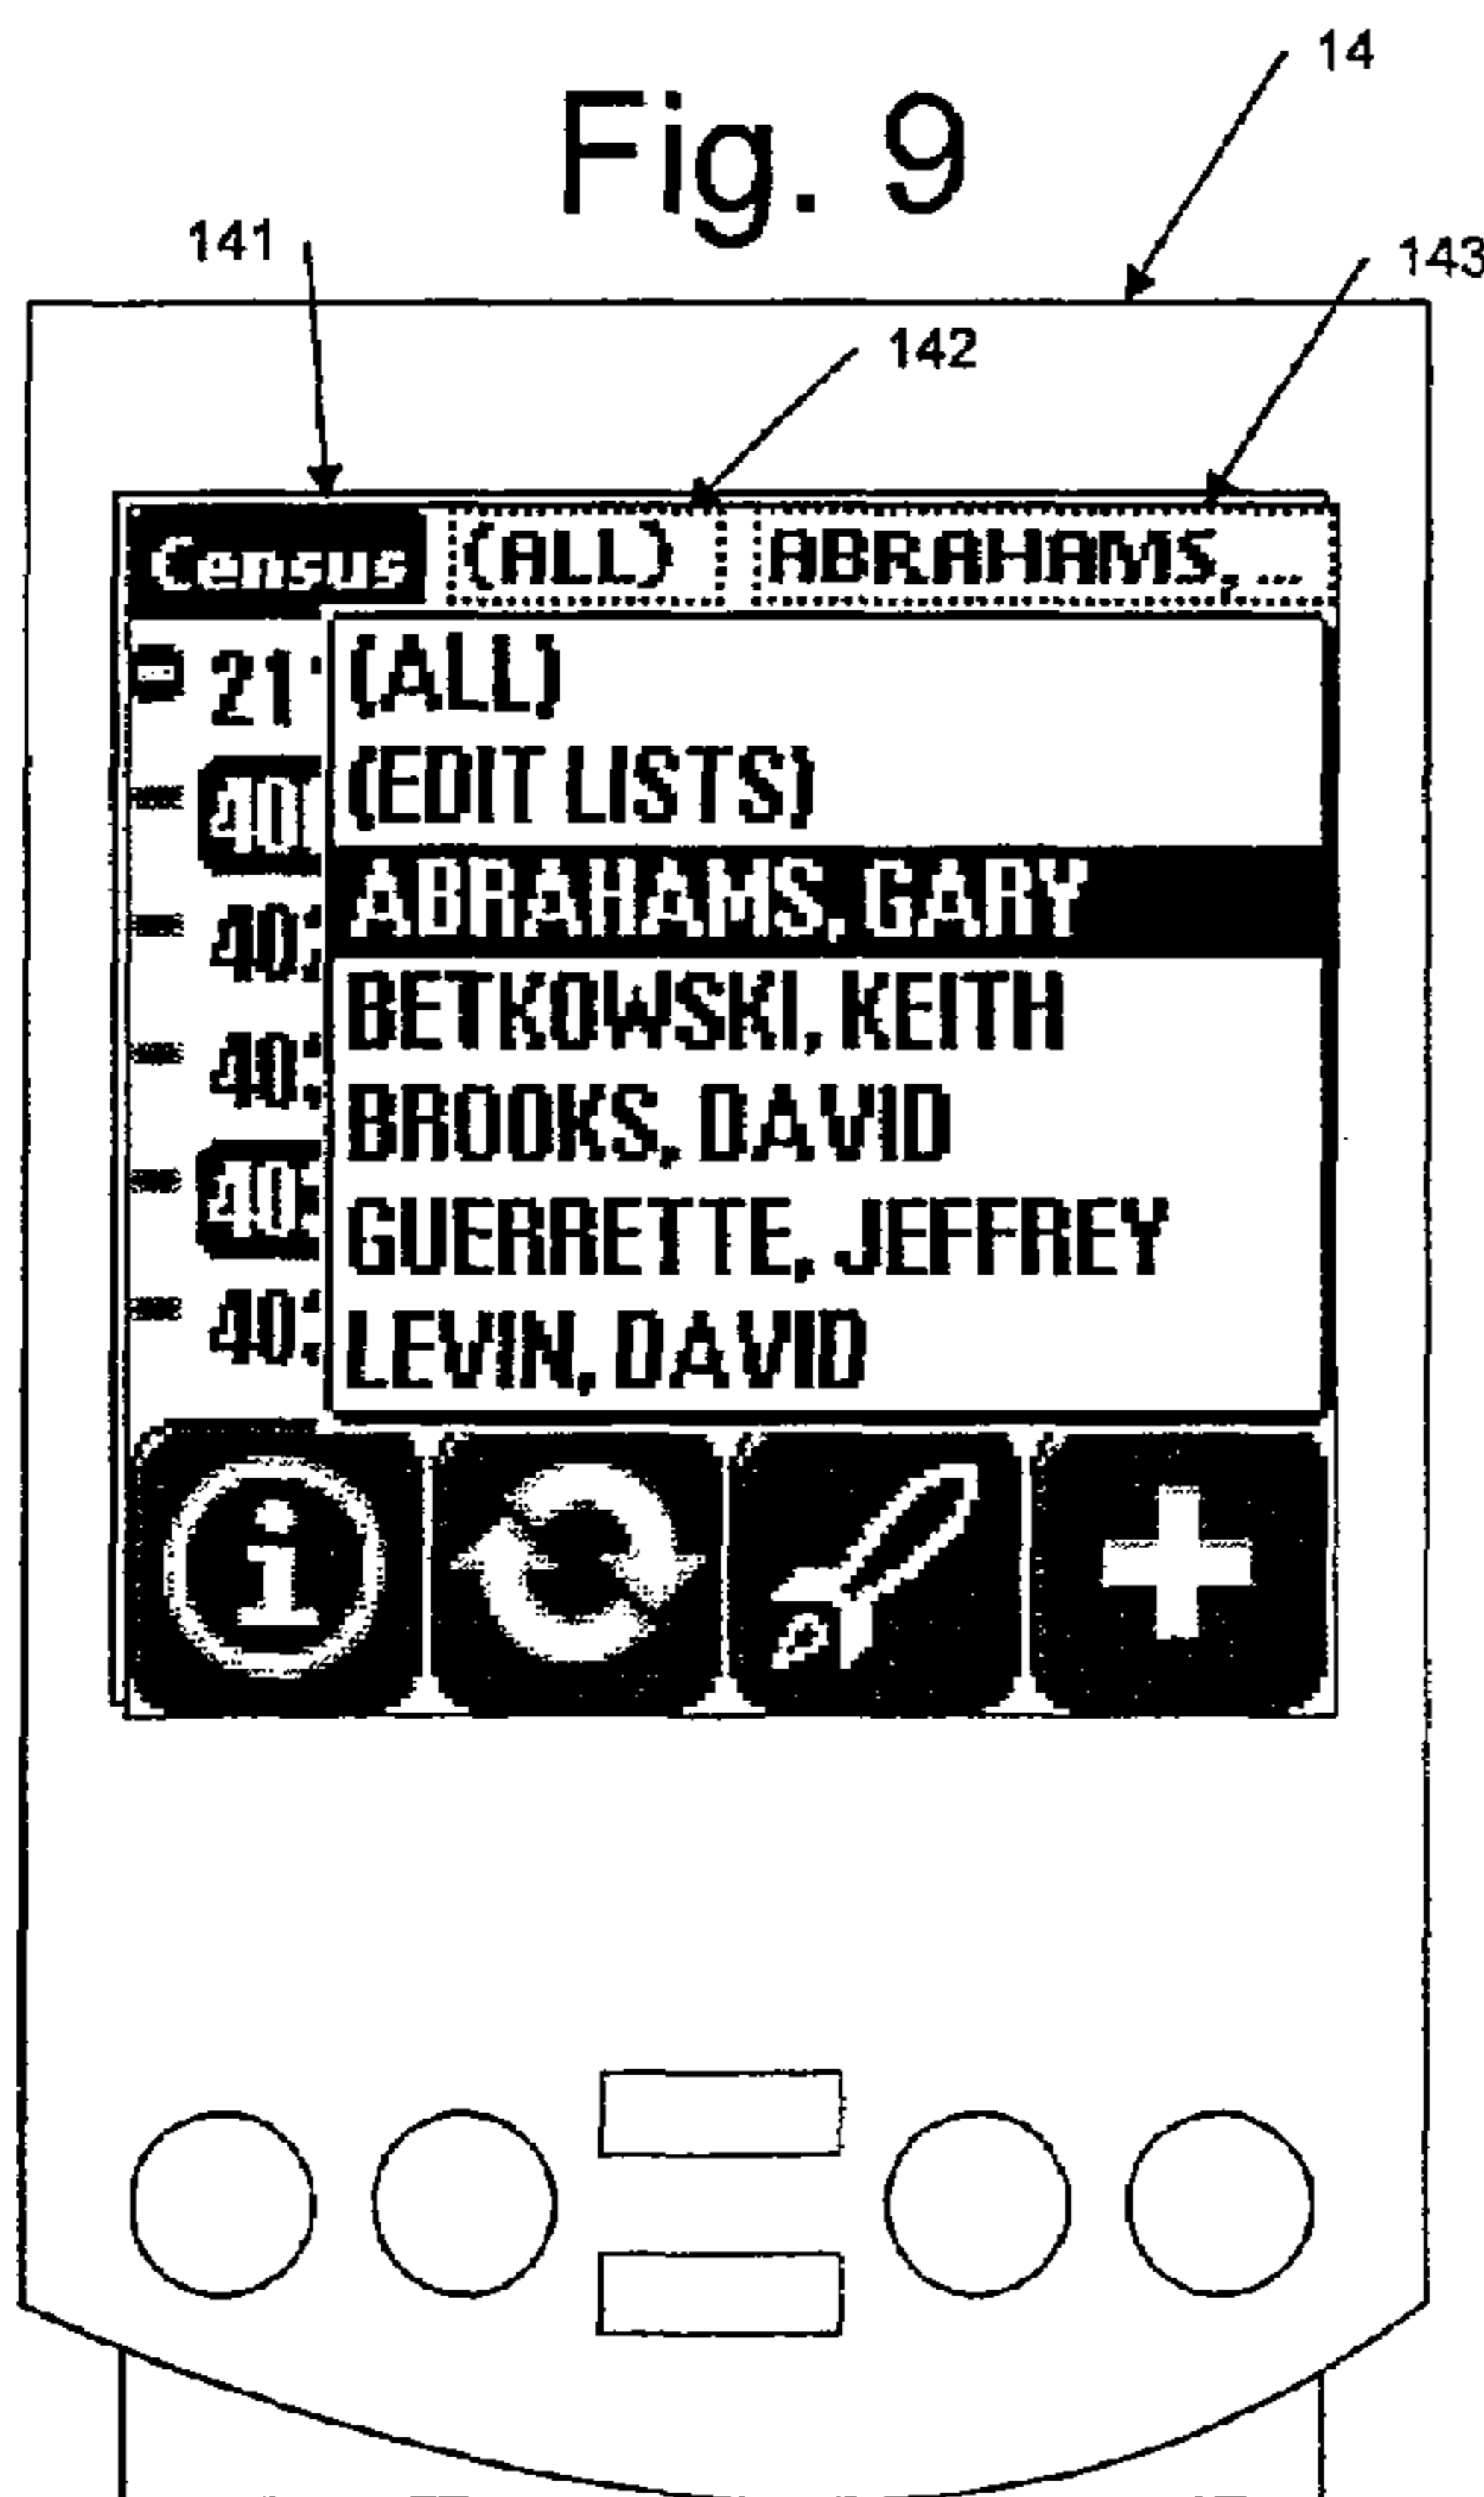 14
Fig. 9
141
143
142
Census (ALL) ABRAHAMS, ...
21' (ALL)
(EDIT LISTS)
ABRAHAMS, GARY
BETKOWSKI, KEITH
BROOKS, DAVID
GUERRETTE, JEFFREY
LEVIN, DAVID
i